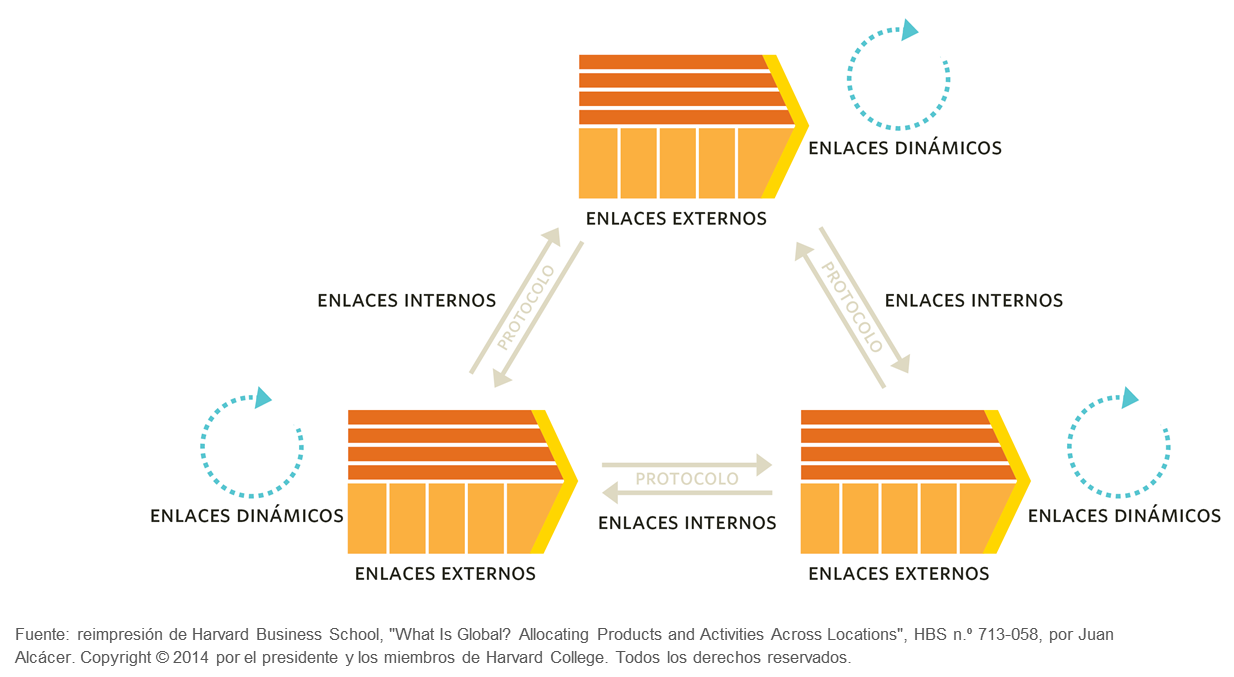 ENLACES DINÁMICOS
ENLACES EXTERNOS
ENLACES INTERNOS
PROTOCOLO
PROTOCOLO
ENLACES INTERNOS
ENLACES DINÁMICOS
ENLACES EXTERNOS
PROTOCOLO
ENLACES INTERNOS
ENLACES DINÁMICOS
ENLACES EXTERNOS
Fuente: reimpresión de Harvard Business School, "What Is Global? Allocating Products and Activities Across Locations", HBS n.º 713-058, por Juan
Alcácer. Copyright © 2014 por el presidente y los miembros de Harvard College. Todos los derechos reservados.